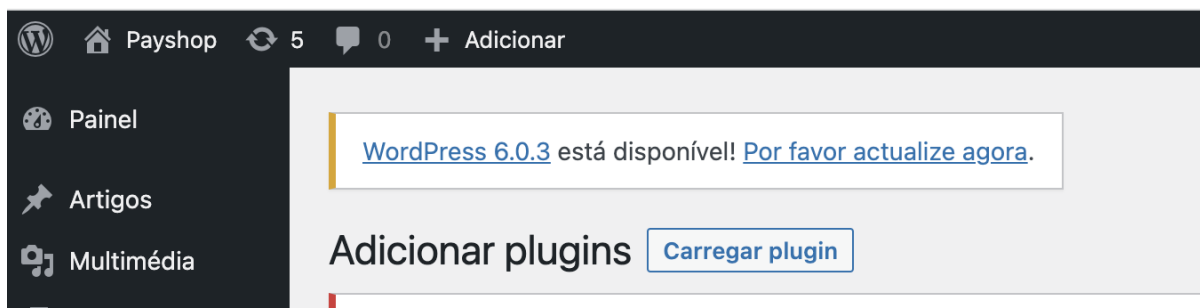 Payshop 5 0 Adicionar
Painel
WordPress 6.0.3 está disponível! Por favor actualize agora.
Artigos
Adicionar plugins Carregar plugin
Multimédia